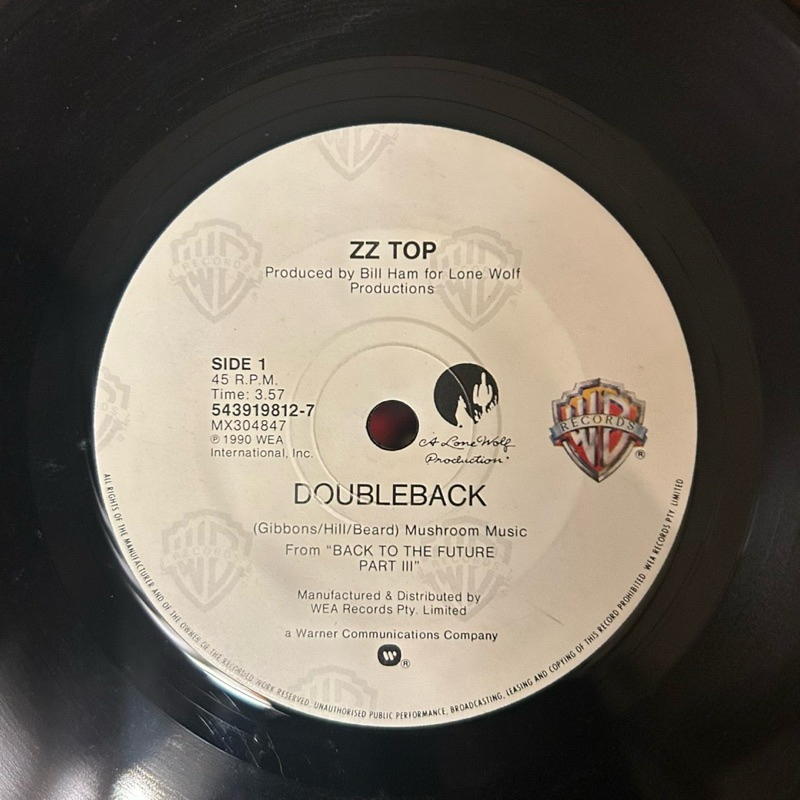 ZZ TOP
Produced by Bill Ham for Lone Wolf
Productions
SIDE 1
45 R.P.M.
Time: 3.57
543919812-7
MX304847
℗ 1990 WEA
International, Inc.
"A Lone Wolf
Production"
RECORDS®
DOUBLEBACK
(Gibbons/Hill/Beard) Mushroom Music
From "BACK TO THE FUTURE
PART III"
Manufactured & Distributed by
WEA Records Pty. Limited
a Warner Communications Company
®
ALL RIGHTS OF THE MANUFACTURER AND OF THE OWNER OF THE RECORDED WORK RESERVED. UNAUTHORISED PUBLIC PERFORMANCE, BROADCASTING, LEASING AND COPYING OF THIS RECORD PROHIBITED. WEA RECORDS PTY. LIMITED